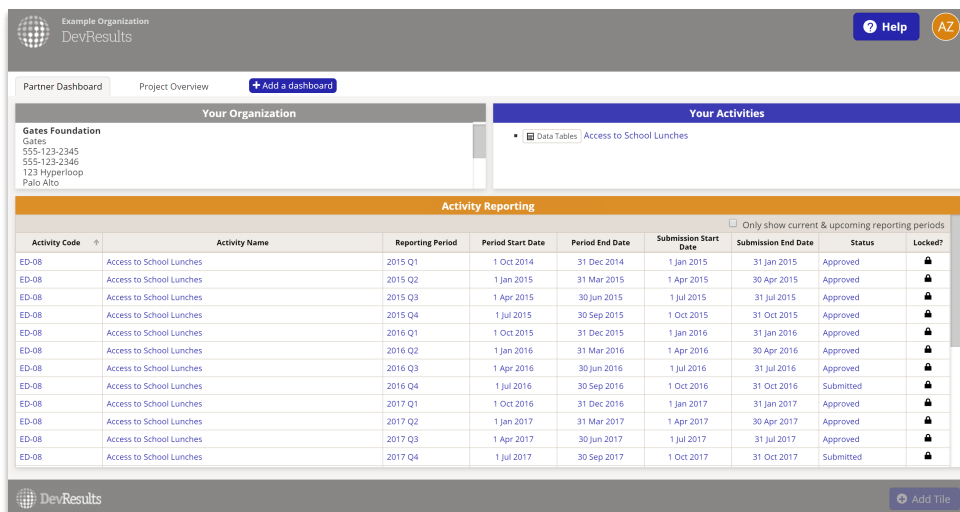 Example Organization
DevResults
Help
AZ
Partner Dashboard
Project Overview
Add a dashboard
Your Organization
Gates Foundation
Gates
555-123-2345
555-123-2346
123 Hyperloop
Palo Alto
Your Activities
Data Tables Access to School Lunches
Activity Reporting
Only show current & upcoming reporting periods
Activity Code Activity Name Reporting Period Period Start Date Period End Date Submission Start Date Submission End Date Status Locked?
ED-08 Access to School Lunches 2015 Q1 1 Oct 2014 31 Dec 2014 1 Jan 2015 31 Jan 2015 Approved
ED-08 Access to School Lunches 2015 Q2 1 Jan 2015 31 Mar 2015 1 Apr 2015 30 Apr 2015 Approved
ED-08 Access to School Lunches 2015 Q3 1 Apr 2015 30 Jun 2015 1 Jul 2015 31 Jul 2015 Approved
ED-08 Access to School Lunches 2015 Q4 1 Jul 2015 30 Sep 2015 1 Oct 2015 31 Oct 2015 Approved
ED-08 Access to School Lunches 2016 Q1 1 Oct 2015 31 Dec 2015 1 Jan 2016 31 Jan 2016 Approved
ED-08 Access to School Lunches 2016 Q2 1 Jan 2016 31 Mar 2016 1 Apr 2016 30 Apr 2016 Approved
ED-08 Access to School Lunches 2016 Q3 1 Apr 2016 30 Jun 2016 1 Jul 2016 31 Jul 2016 Approved
ED-08 Access to School Lunches 2016 Q4 1 Jul 2016 30 Sep 2016 1 Oct 2016 31 Oct 2016 Submitted
ED-08 Access to School Lunches 2017 Q1 1 Oct 2016 31 Dec 2016 1 Jan 2017 31 Jan 2017 Approved
ED-08 Access to School Lunches 2017 Q2 1 Jan 2017 31 Mar 2017 1 Apr 2017 30 Apr 2017 Approved
ED-08 Access to School Lunches 2017 Q3 1 Apr 2017 30 Jun 2017 1 Jul 2017 31 Jul 2017 Approved
ED-08 Access to School Lunches 2017 Q4 1 Jul 2017 30 Sep 2017 1 Oct 2017 31 Oct 2017 Submitted
DevResults
Add Tile